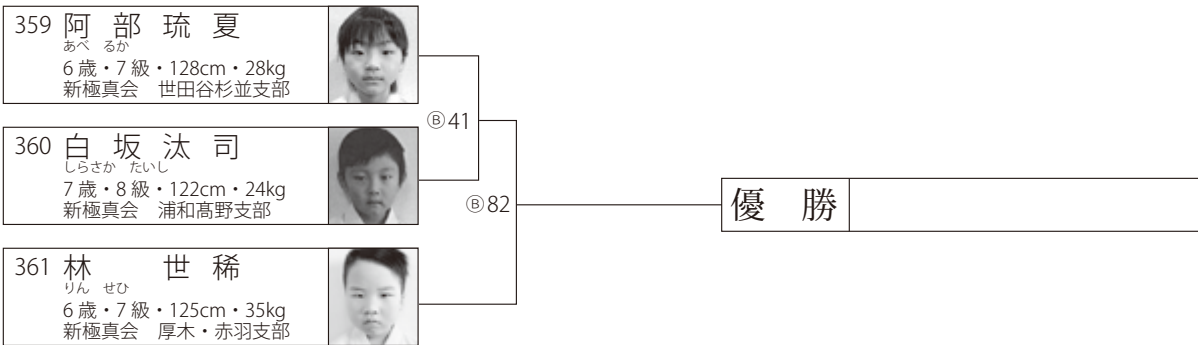 359 阿部琉夏
あべ るか
6歳・7級・128cm・28kg
新極真会 世田谷杉並支部
Ⓑ41
360 白坂汰司
しらさか たいし
7歳・8級・122cm・24kg
新極真会 浦和髙野支部
Ⓑ82
優勝
361 林世稀
りん せひ
6歳・7級・125cm・35kg
新極真会 厚木・赤羽支部